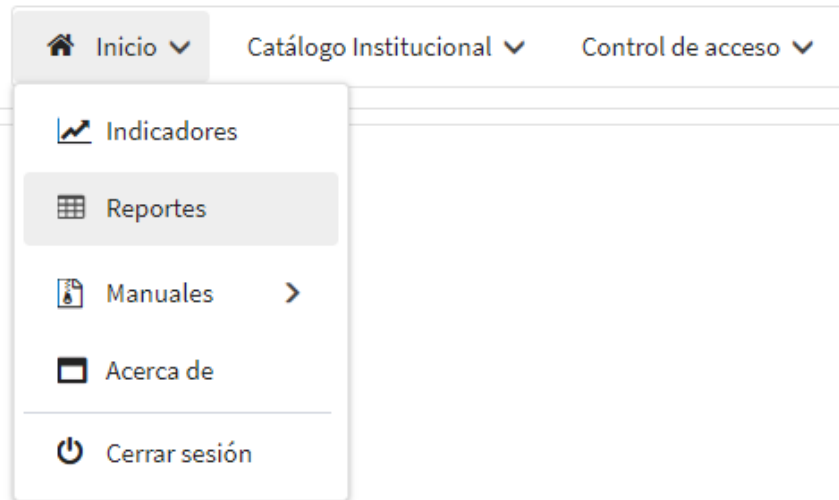 Inicio Catálogo Institucional Control de acceso
Indicadores
Reportes
Manuales
Acerca de
Cerrar sesión